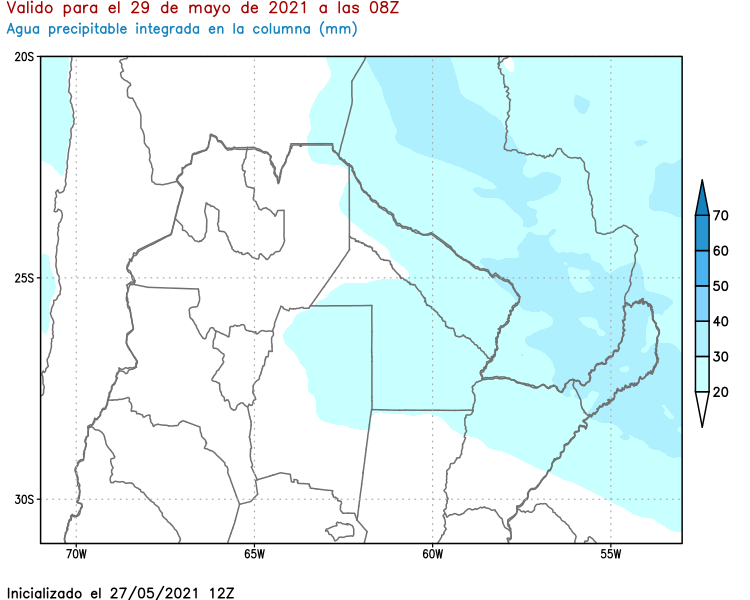 Valido para el 29 de mayo de 2021 a las 08Z
Agua precipitable integrada en la columna (mm)
20S
25S
30S
70W 65W 60W 55W
70
60
50
40
30
20
Inicializado el 27/05/2021 12Z